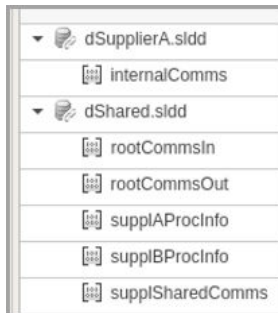 dSupplierA.sldd
internalComms
dShared.sldd
rootCommsIn
rootCommsOut
supplAProcInfo
supplBProcInfo
supplSharedComms